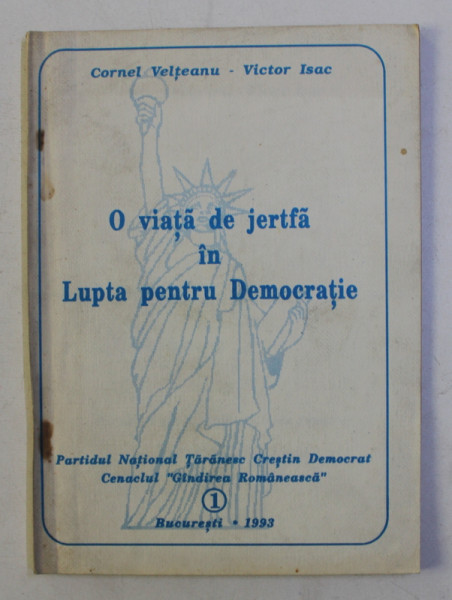 Cornel Velțeanu - Victor Isac
O viață de jertfă
în
Lupta pentru Democrație
Partidul Național Țărănesc Creștin Democrat
Cenaclul "Gîndirea Românească"
1
București • 1993